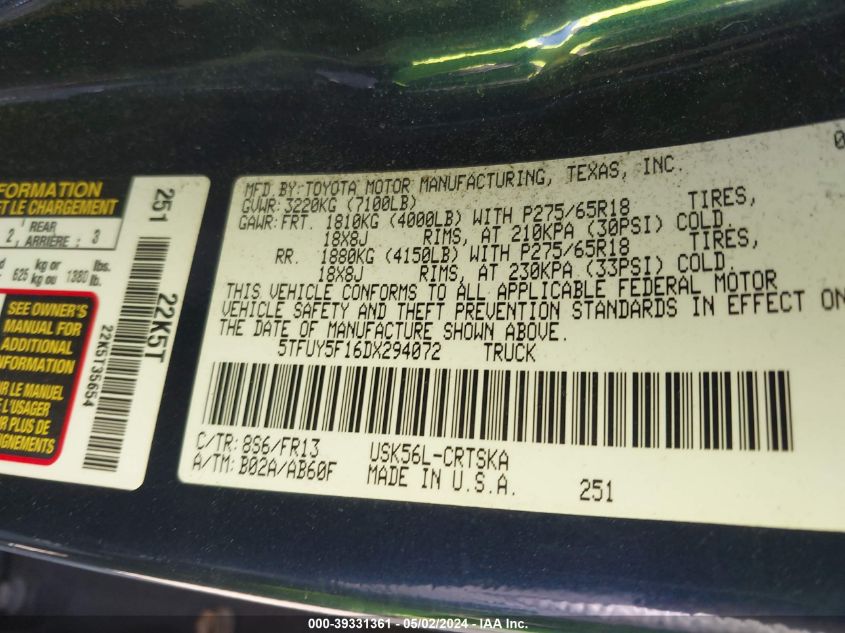 FORMATION
ET LE CHARGEMENT
2, REAR ARRIÈRE : 3
625 kg or kg ou 1380 lbs. lb.
SEE OWNER'S
MANUAL FOR
ADDITIONAL
INFORMATION
LE MANUEL
L'USAGER
PLUS DE
251
22K5T
22K5T35654
MFD BY: TOYOTA MOTOR MANUFACTURING, TEXAS, INC.
GVWR: 3220KG (7100LB)
GAWR: FRT. 1810KG (4000LB) WITH P275/65R18 TIRES,
18X8J RIMS, AT 210KPA (30PSI) COLD.
RR. 1880KG (4150LB) WITH P275/65R18 TIRES,
18X8J RIMS, AT 230KPA (33PSI) COLD.
THIS VEHICLE CONFORMS TO ALL APPLICABLE FEDERAL MOTOR
VEHICLE SAFETY AND THEFT PREVENTION STANDARDS IN EFFECT ON
THE DATE OF MANUFACTURE SHOWN ABOVE.
5TFUY5F16DX294072 TRUCK
C/TR: 8S6/FR13 USK56L-CRTSKA
A/TM: B02A/AB60F MADE IN U.S.A. 251
000-39331361 - 05/02/2024 - IAA Inc.